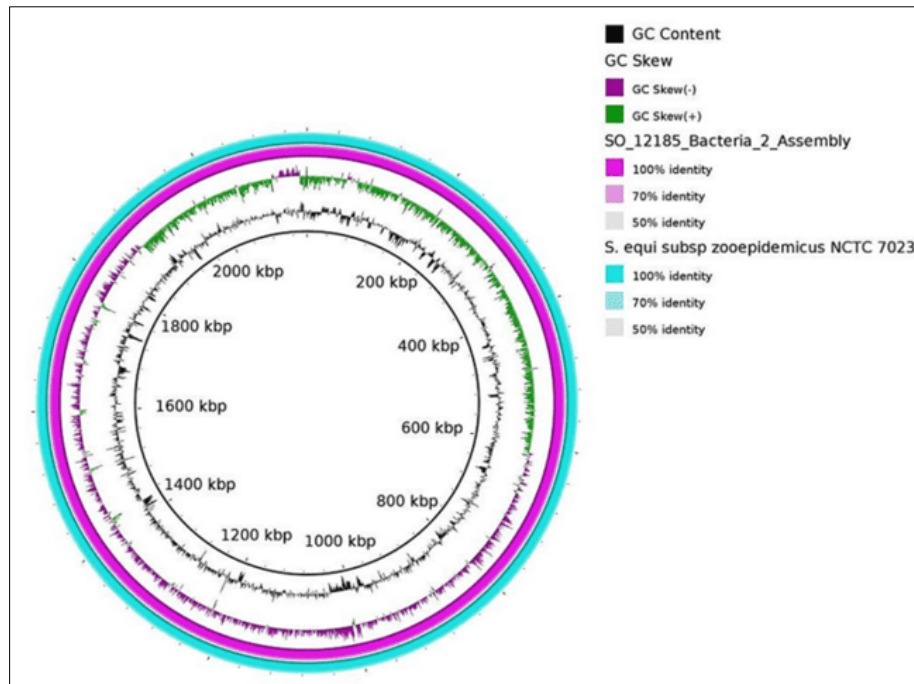 GC Content
GC Skew
GC Skew(-)
GC Skew(+)
SO_12185_Bacteria_2_Assembly
100% identity
70% identity
50% identity
S. equi subsp zooepidemicus NCTC 7023
100% identity
70% identity
50% identity
2000 kbp
200 kbp
1800 kbp
400 kbp
1600 kbp
600 kbp
1400 kbp
800 kbp
1200 kbp
1000 kbp